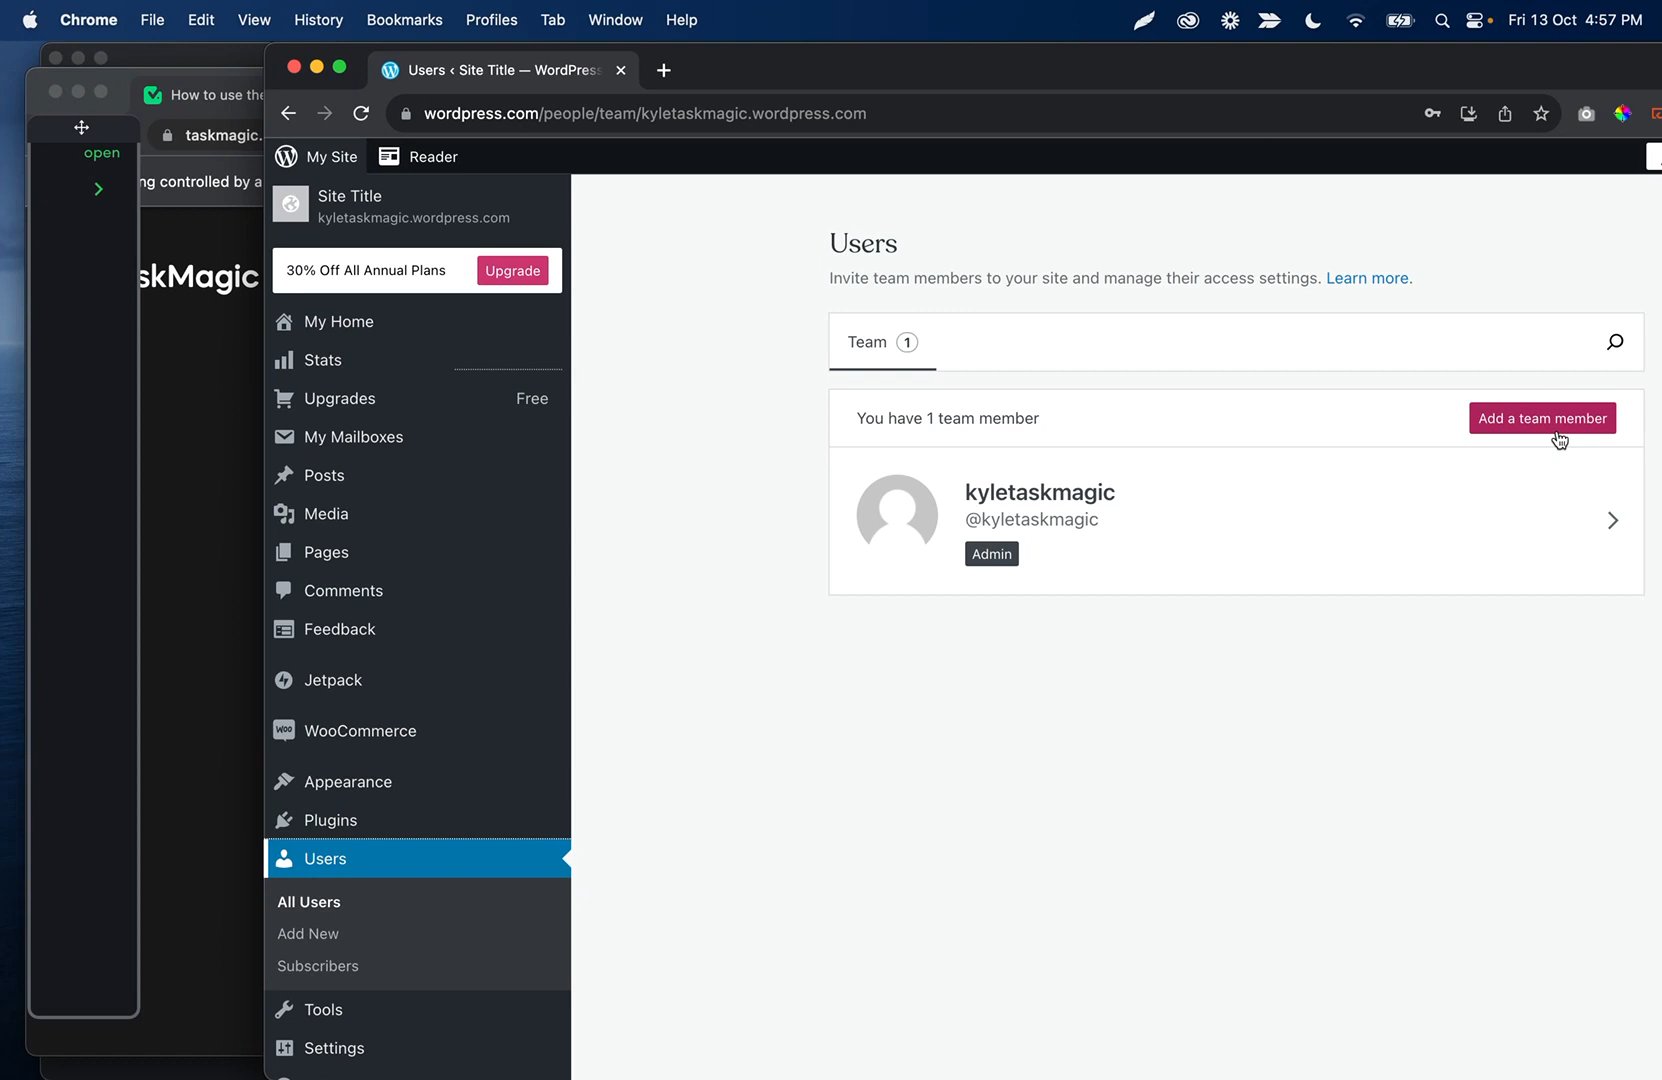 Chrome File Edit View History Bookmarks Profiles Tab Window Help Fri 13 Oct 4:57 PM
Users ‹ Site Title — WordPress
How to use the
open
taskmagic.
wordpress.com/people/team/kyletaskmagic.wordpress.com
ng controlled by a
skMagic
My Site Reader
Site Title
kyletaskmagic.wordpress.com
30% Off All Annual Plans Upgrade
My Home
Stats
Upgrades Free
My Mailboxes
Posts
Media
Pages
Comments
Feedback
Jetpack
WOO WooCommerce
Appearance
Plugins
Users
All Users
Add New
Subscribers
Tools
Settings
Users
Invite team members to your site and manage their access settings. Learn more.
Team 1
You have 1 team member Add a team member
kyletaskmagic
@kyletaskmagic
Admin